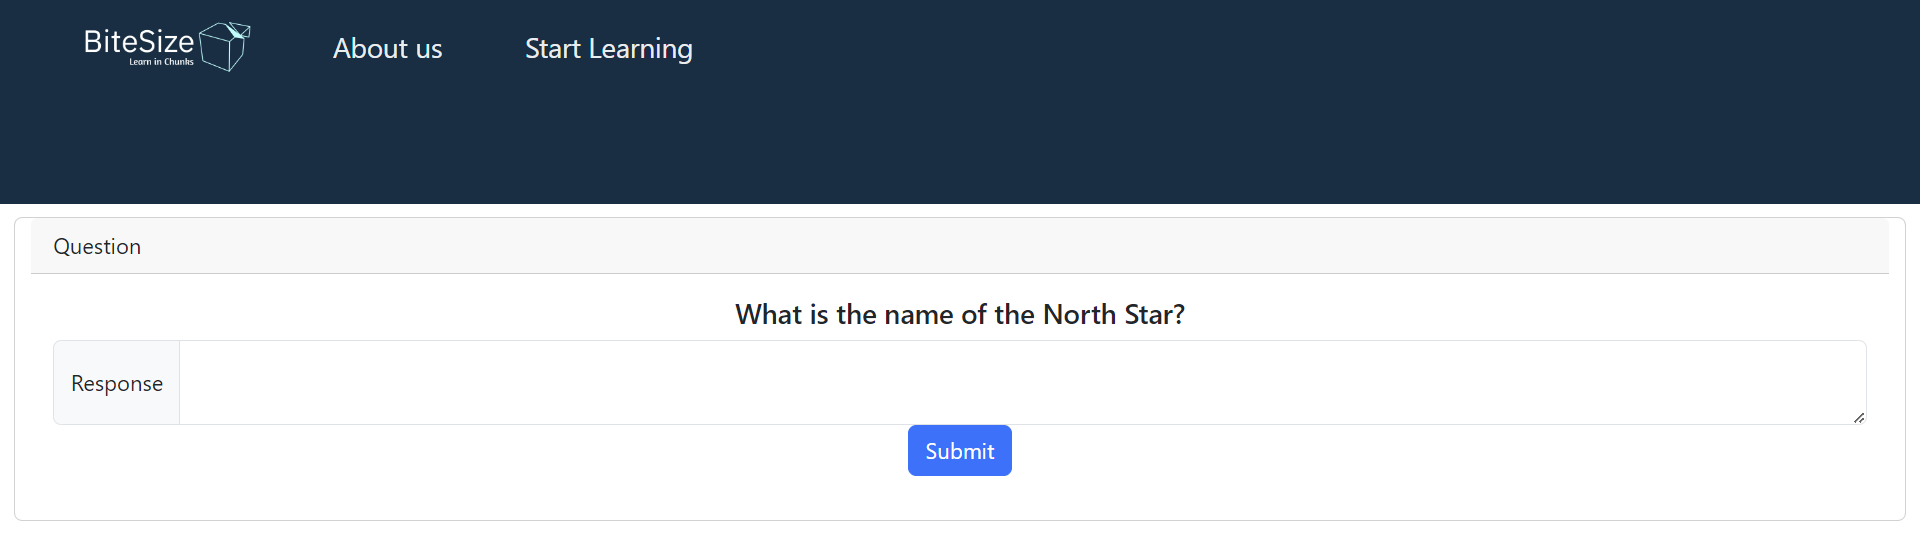 BiteSize
Learn in Chunks
About us
Start Learning
Question
What is the name of the North Star?
Response
Submit